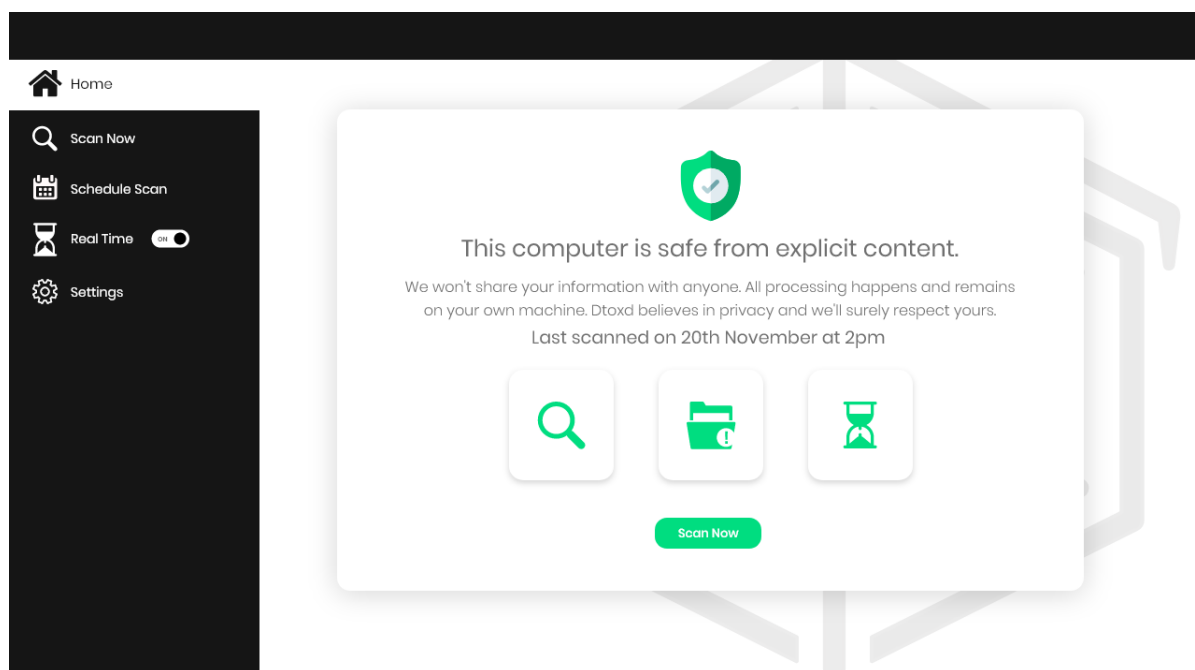 Home
Scan Now
Schedule Scan
Real Time ON
Settings
This computer is safe from explicit content.
We won't share your information with anyone. All processing happens and remains
on your own machine. Dtoxd believes in privacy and we'll surely respect yours.
Last scanned on 20th November at 2pm
Scan Now